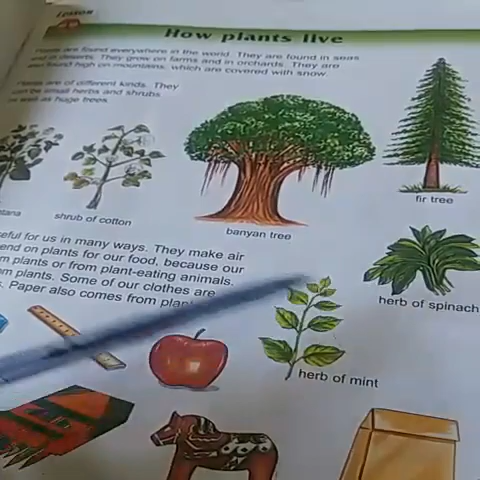 Lesson
How plants live
Plants are found everywhere in the world. They are found in seas
and in deserts. They grow on farms and in orchards. They are
also found high on mountains, which are covered with snow.
Plants are of different kinds. They
can be small herbs and shrubs
as well as huge trees.
fir tree
shrub of cotton
banyan tree
for us in many ways. They make air
on plants for our food, because our
plants or from plant-eating animals.
plants. Some of our clothes are
Paper also comes from
herb of spinach
herb of mint